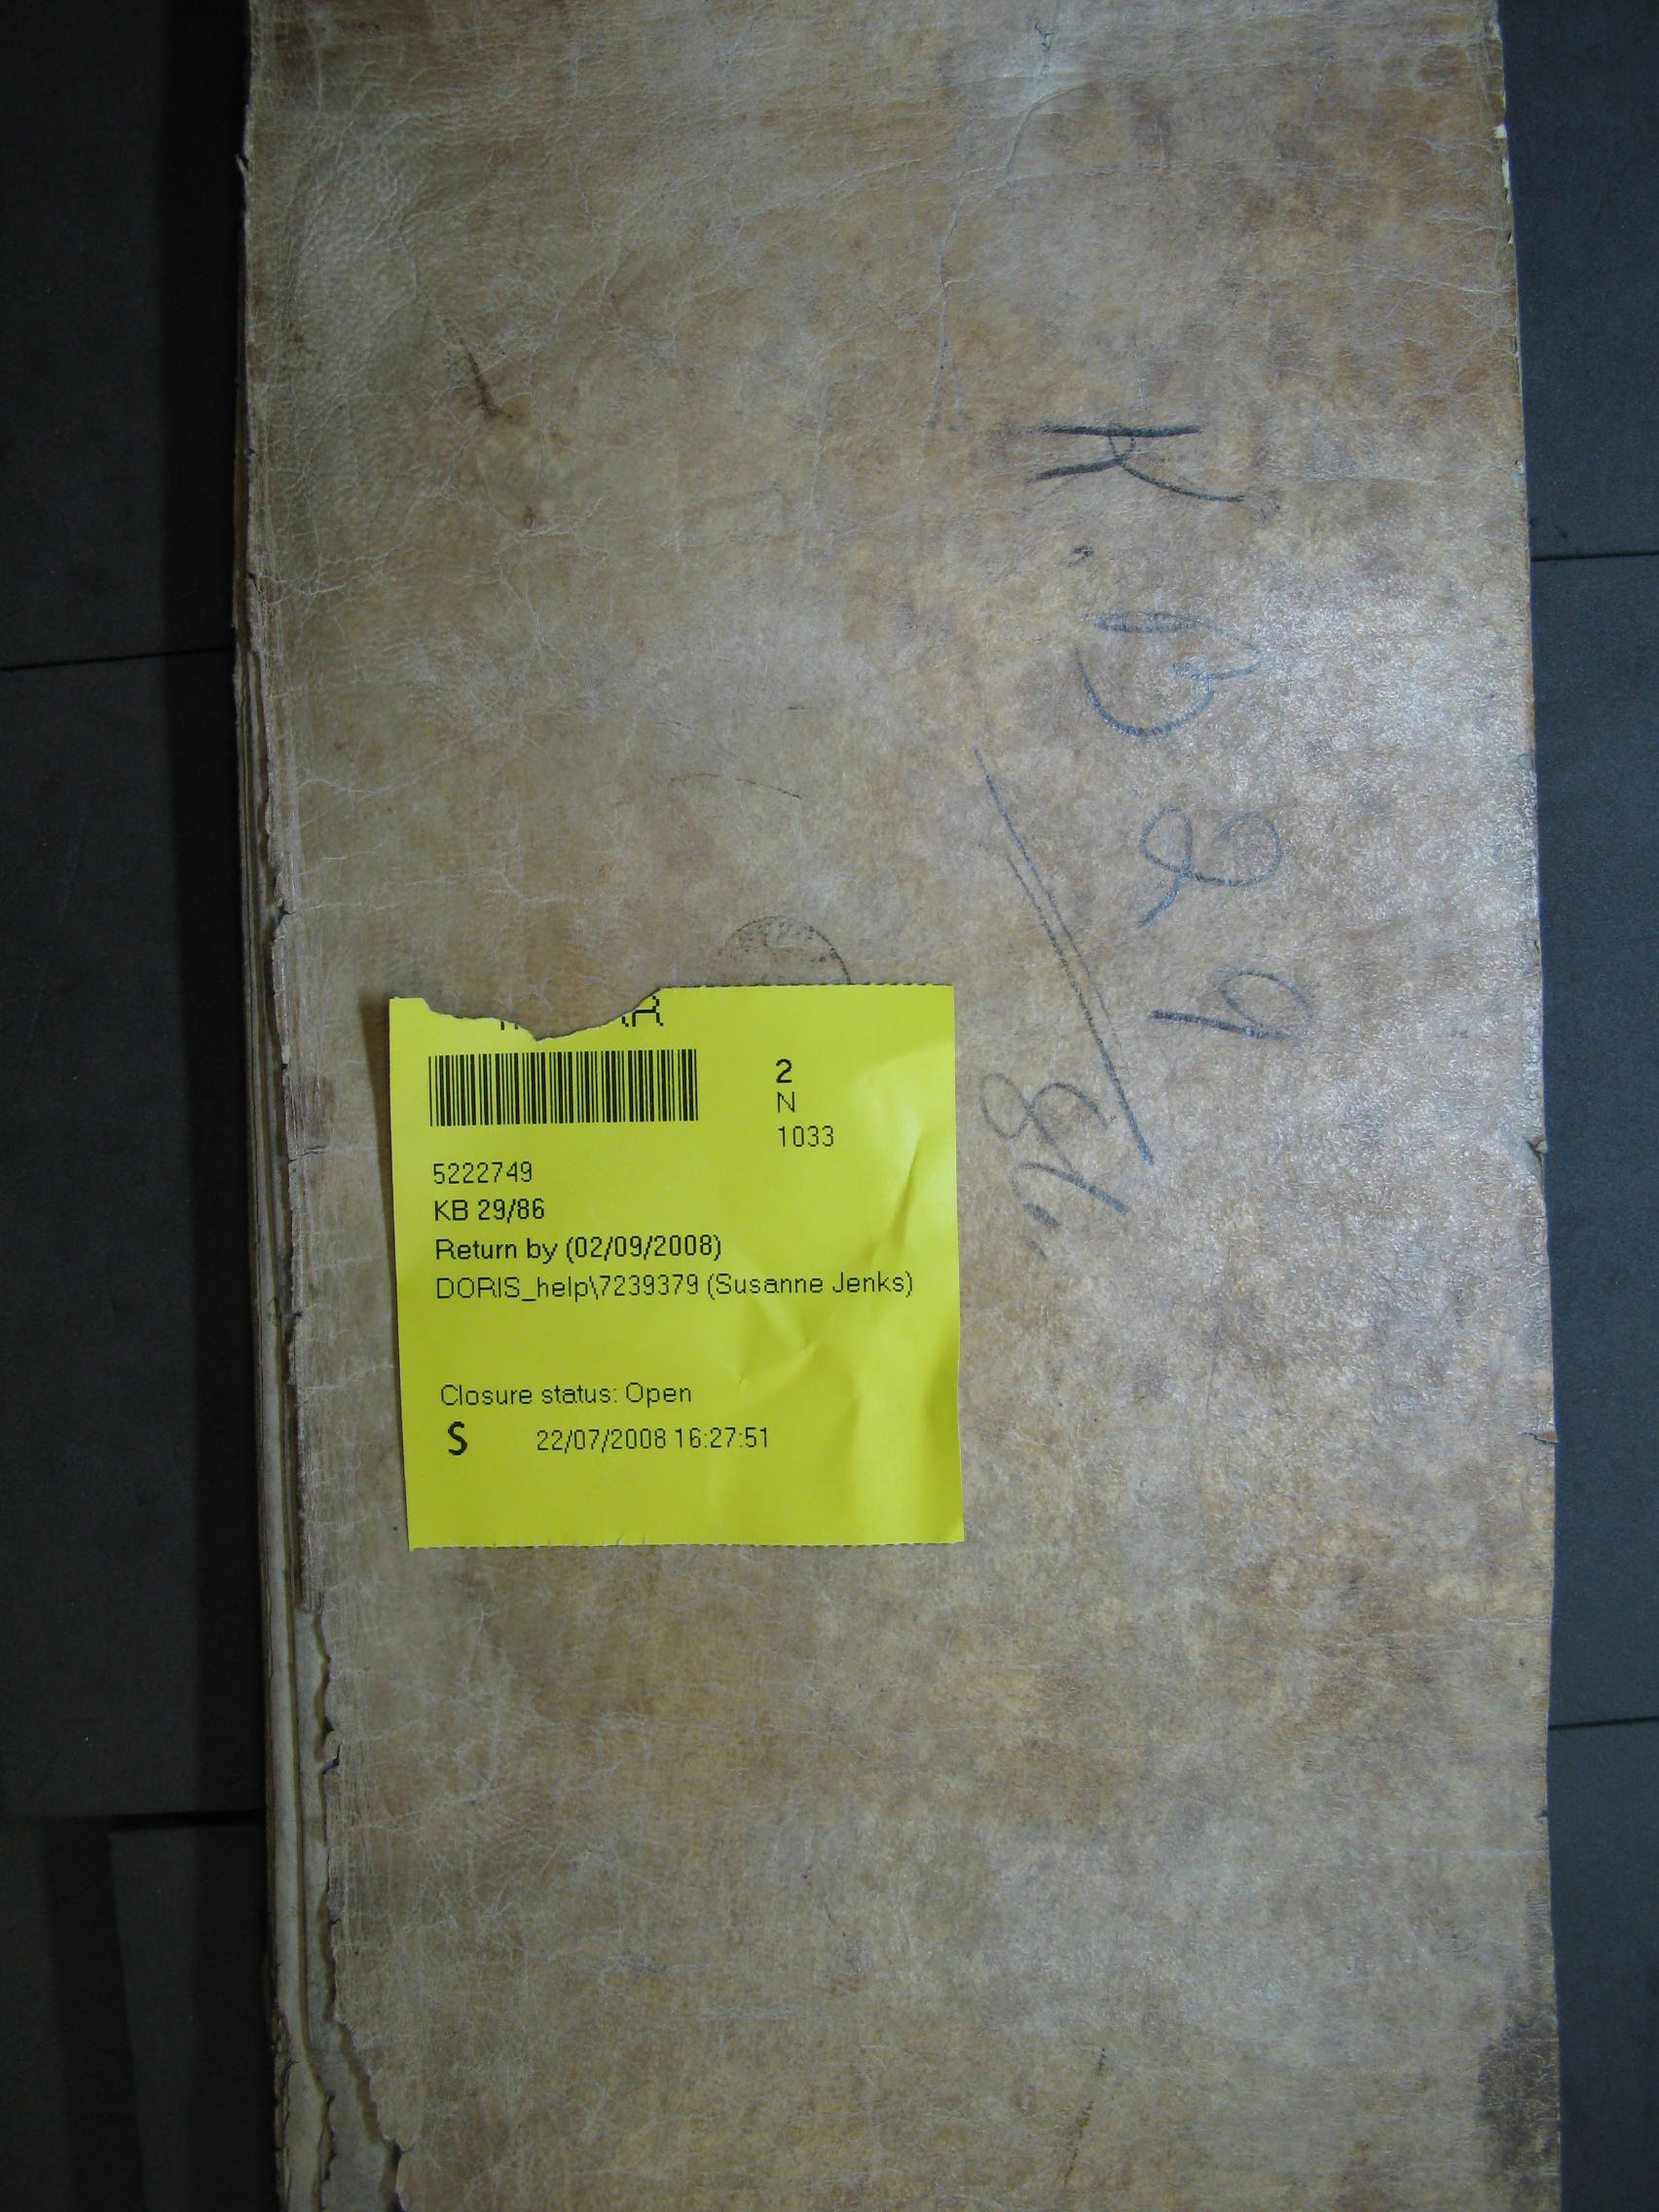 2
N
1033
5222749
KB 29/86
Return by (02/09/2008)
DORIS_help\7239379 (Susanne Jenks)
Closure status: Open
S 22/07/2008 16:27:51
K.B 29